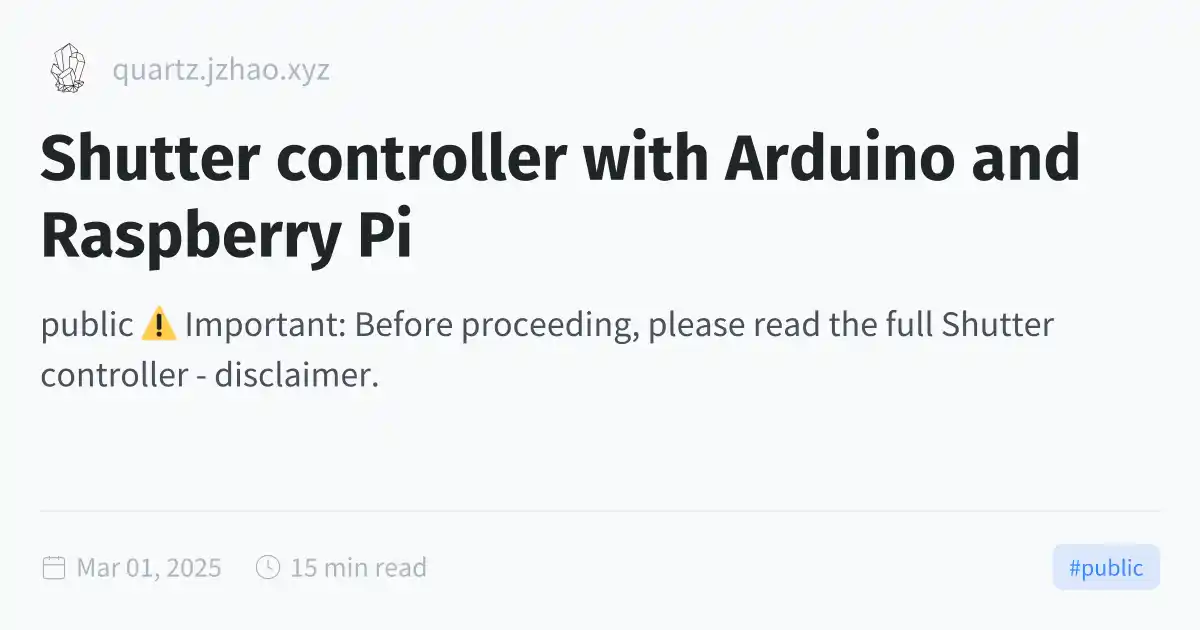 quartz.jzhao.xyz
Shutter controller with Arduino and
Raspberry Pi
public ⚠️ Important: Before proceeding, please read the full Shutter
controller - disclaimer.
Mar 01, 2025
15 min read
#public